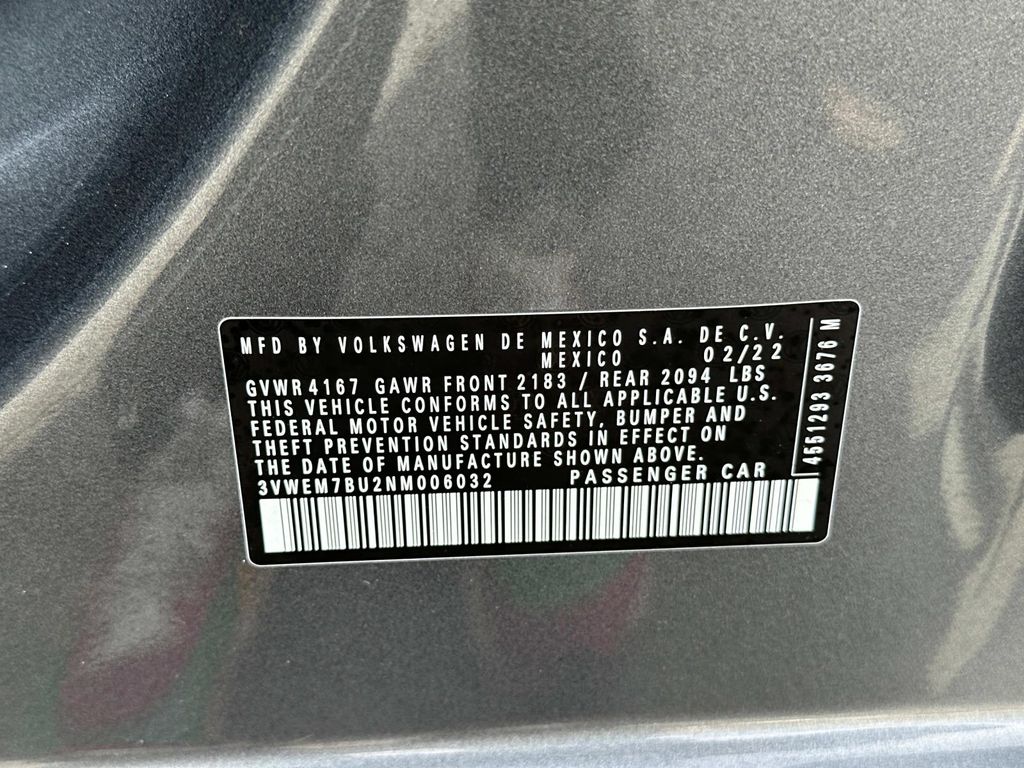 MFD BY VOLKSWAGEN DE MEXICO S.A. DE C.V.
MEXICO 02/22
GVWR 4167 GAWR FRONT 2183 / REAR 2094 LBS
THIS VEHICLE CONFORMS TO ALL APPLICABLE U.S.
FEDERAL MOTOR VEHICLE SAFETY, BUMPER AND
THEFT PREVENTION STANDARDS IN EFFECT ON
THE DATE OF MANUFACTURE SHOWN ABOVE.
3VWEM7BU2NM006032 PASSENGER CAR
4551293 3676 M